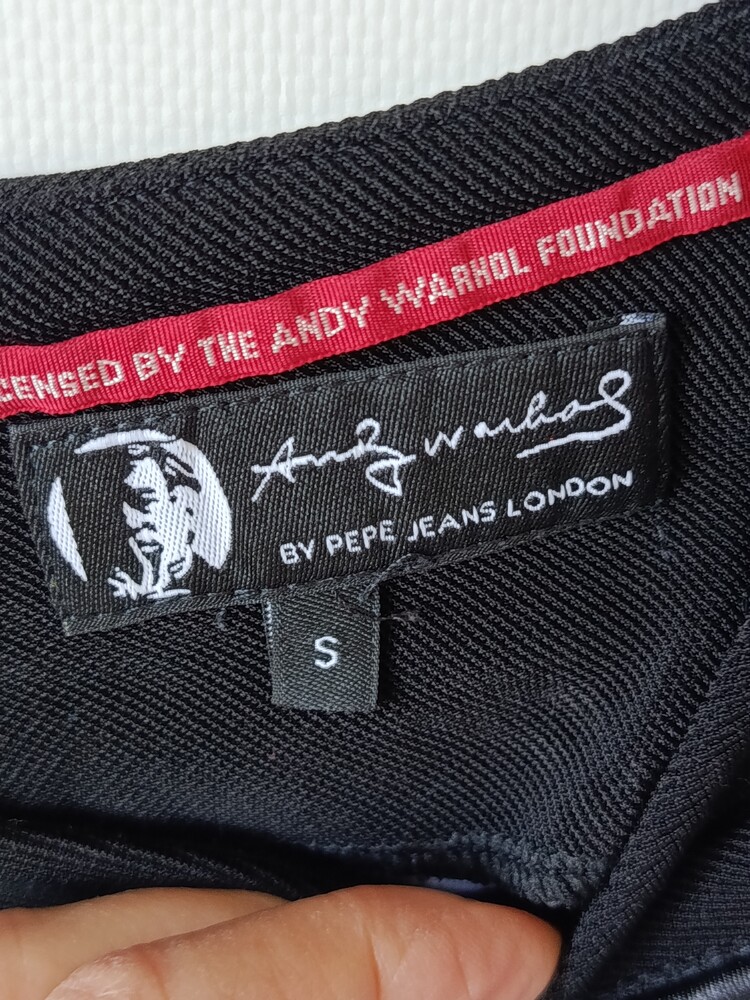 CENSED BY THE ANDY WARHOL FOUNDATION
Andy Warhol
BY PEPE JEANS LONDON
S